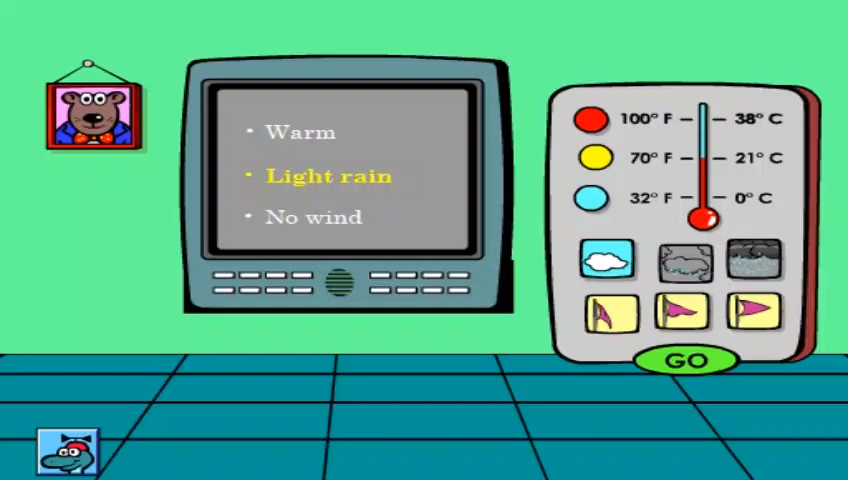 • Warm
• Light rain
• No wind
100° F – – 38° C
70° F – – 21° C
32° F – – 0° C
GO